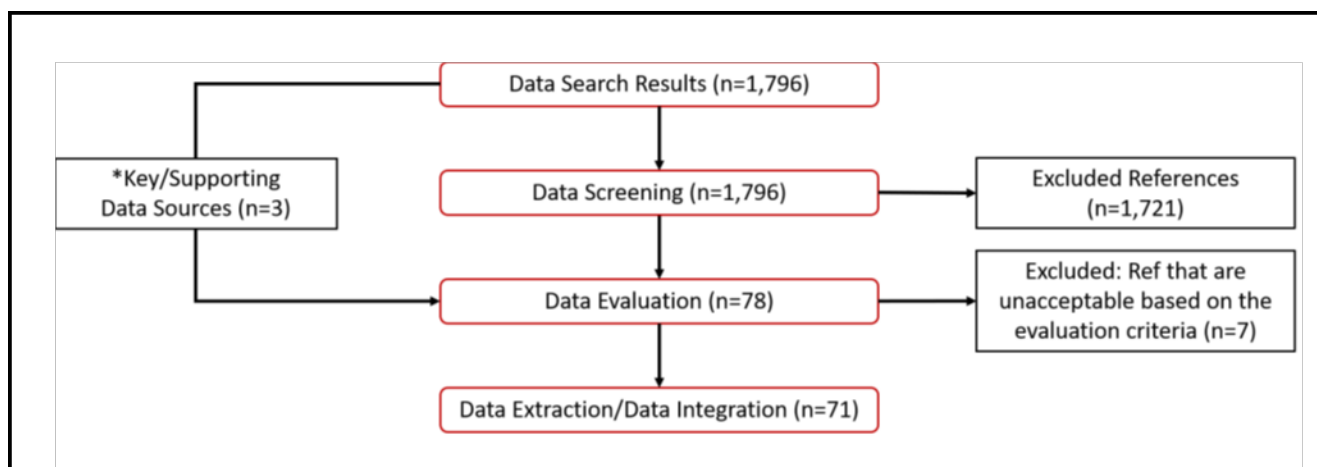 Data Search Results (n=1,796)
*Key/Supporting
Data Sources (n=3)
Data Screening (n=1,796)
Excluded References
(n=1,721)
Data Evaluation (n=78)
Excluded: Ref that are
unacceptable based on the
evaluation criteria (n=7)
Data Extraction/Data Integration (n=71)